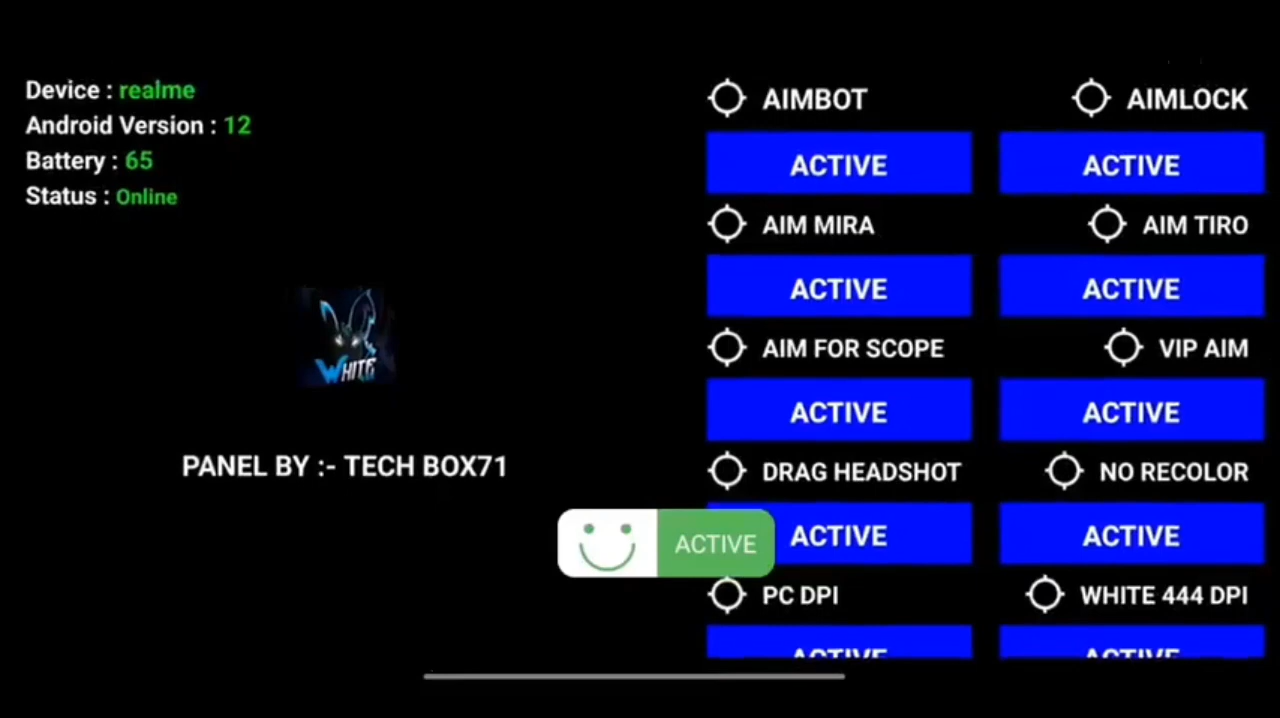 Device : realme
Android Version : 12
Battery : 65
Status : Online
WHITE
PANEL BY :- TECH BOX71
AIMBOT
AIMLOCK
ACTIVE
ACTIVE
AIM MIRA
AIM TIRO
ACTIVE
ACTIVE
AIM FOR SCOPE
VIP AIM
ACTIVE
ACTIVE
DRAG HEADSHOT
NO RECOLOR
ACTIVE
ACTIVE
ACTIVE
PC DPI
WHITE 444 DPI
ACTIVE
ACTIVE